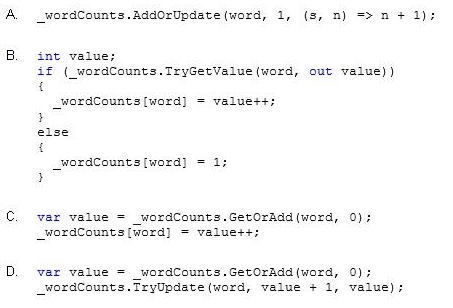 A. _wordCounts.AddOrUpdate(word, 1, (s, n) => n + 1);
B. int value;
if (_wordCounts.TryGetValue(word, out value))
{
_wordCounts[word] = value++;
}
else
{
_wordCounts[word] = 1;
}
C. var value = _wordCounts.GetOrAdd(word, 0);
_wordCounts[word] = value++;
D. var value = _wordCounts.GetOrAdd(word, 0);
_wordCounts.TryUpdate(word, value + 1, value);